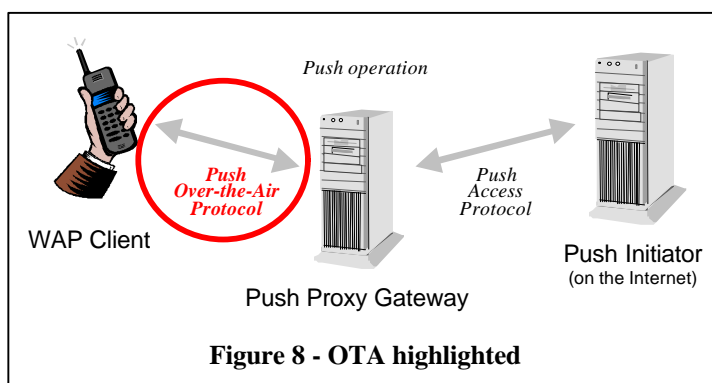 Push operation
Push
Over-the-Air
Protocol
Push
Access
Protocol
WAP Client
Push Proxy Gateway
Push Initiator
(on the Internet)
Figure 8 - OTA highlighted